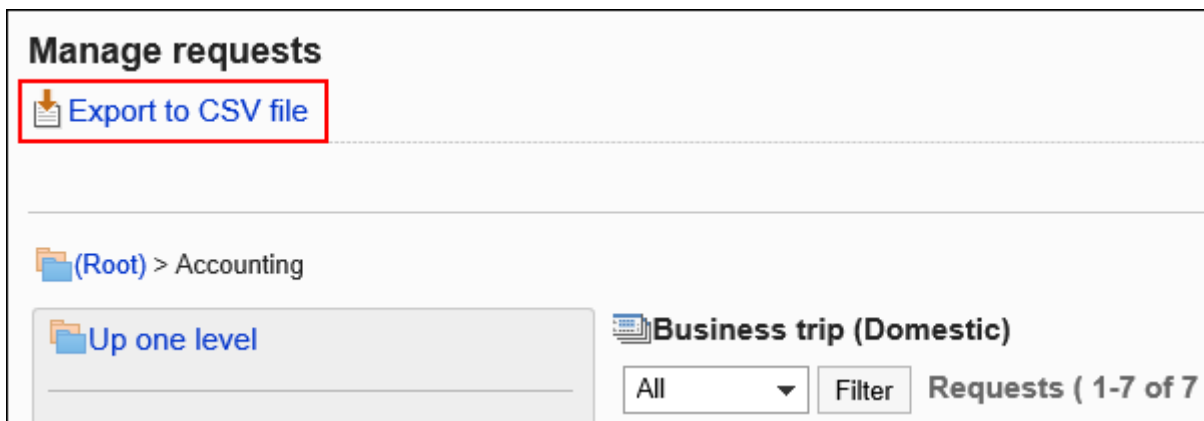 Manage requests
Export to CSV file
(Root) > Accounting
Up one level
Business trip (Domestic)
All Filter Requests ( 1-7 of 7